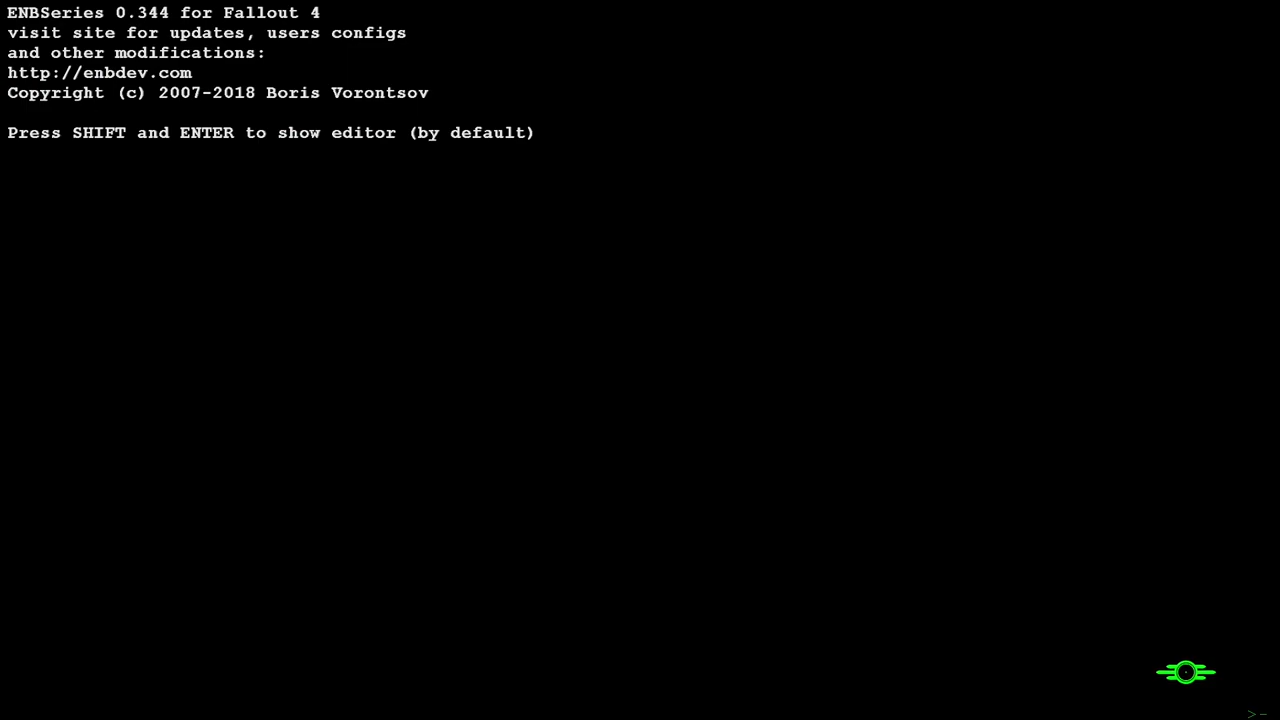 ENBSeries 0.344 for Fallout 4
visit site for updates, users configs
and other modifications:
http://enbdev.com
Copyright (c) 2007-2018 Boris Vorontsov
Press SHIFT and ENTER to show editor (by default)
>-